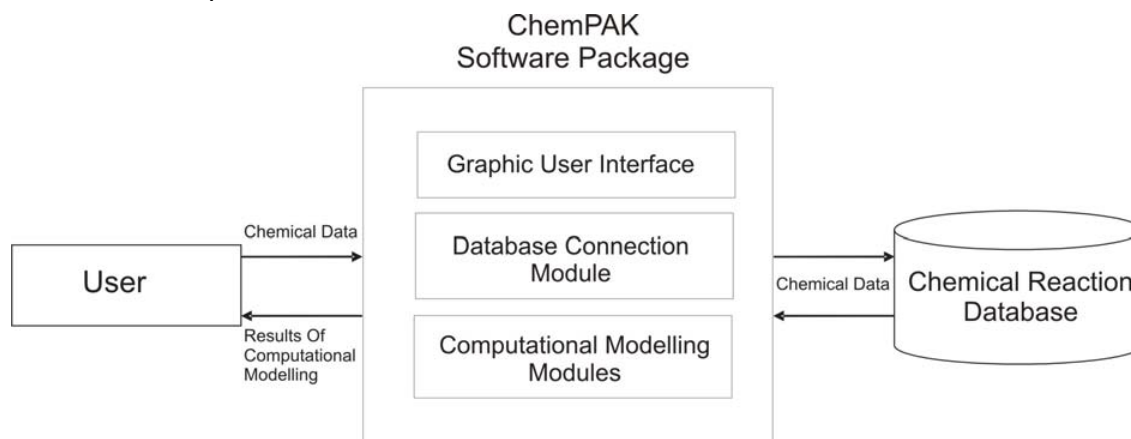 ChemPAK
Software Package
Graphic User Interface
Database Connection
Module
Computational Modelling
Modules
Chemical Data
User
Results Of
Computational
Modelling
Chemical Data
Chemical Reaction
Database